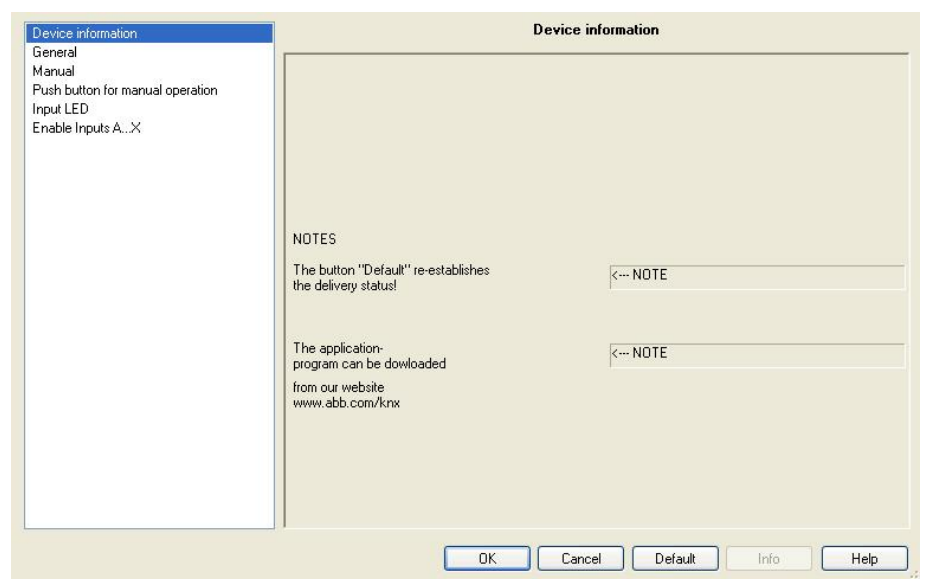 Device information
General
Manual
Push button for manual operation
Input LED
Enable Inputs A...X
Device information
NOTES
The button "Default" re-establishes
the delivery status!
<--- NOTE
The application-
program can be dowloaded
<--- NOTE
from our website
www.abb.com/knx
OK
Cancel
Default
Info
Help